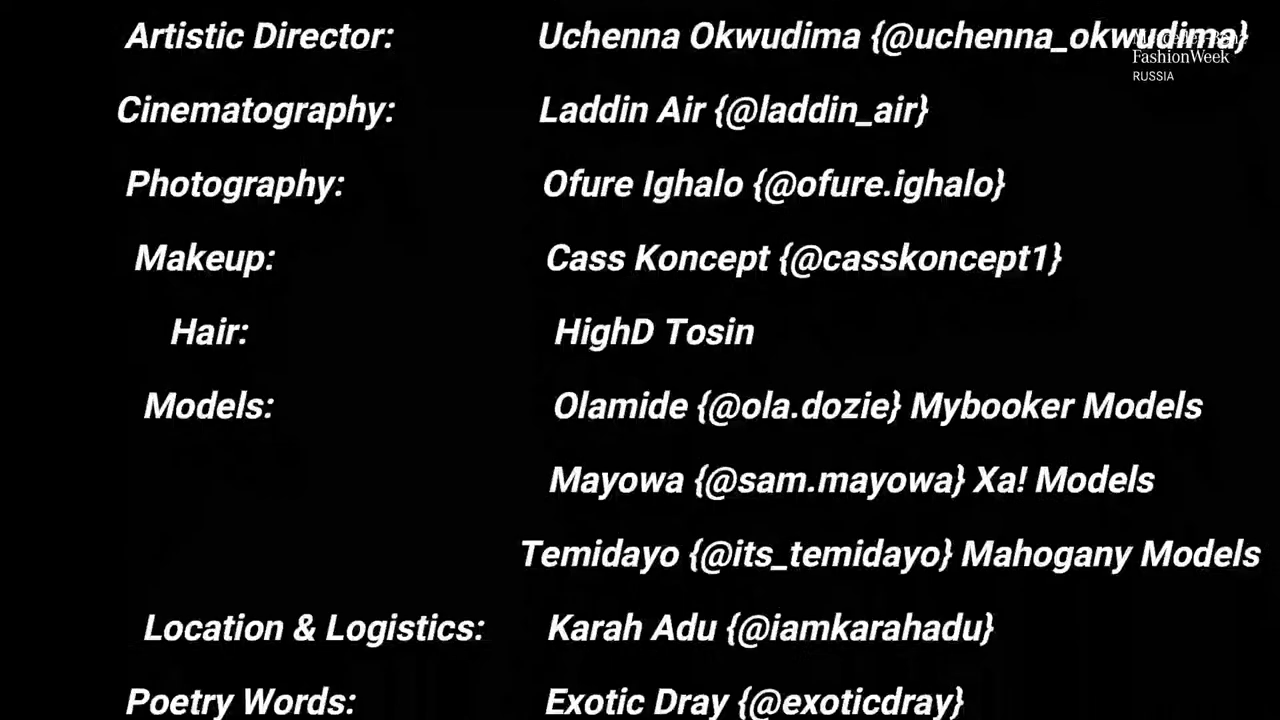 Artistic Director: Uchenna Okwudima {@uchenna_okwudima}
Mercedes-Benz
FashionWeek
RUSSIA
Cinematography: Laddin Air {@laddin_air}
Photography: Ofure Ighalo {@ofure.ighalo}
Makeup: Cass Koncept {@casskoncept1}
Hair: HighD Tosin
Models: Olamide {@ola.dozie} Mybooker Models
Mayowa {@sam.mayowa} Xa! Models
Temidayo {@its_temidayo} Mahogany Models
Location & Logistics: Karah Adu {@iamkarahadu}
Poetry Words: Exotic Dray {@exoticdray}